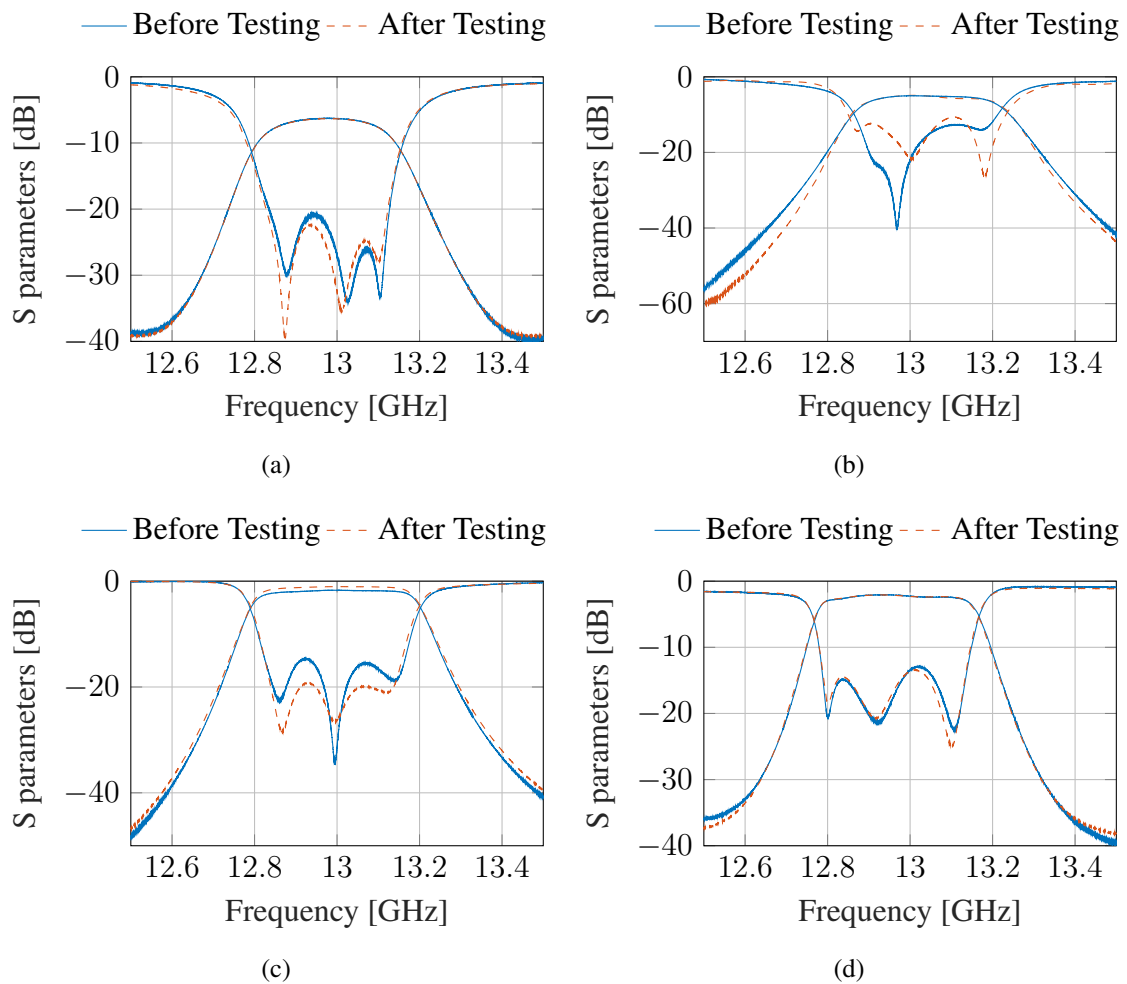 Before Testing After Testing
S parameters [dB]
0
−10
−20
−30
−40
12.6 12.8 13 13.2 13.4
Frequency [GHz]
(a)
Before Testing After Testing
S parameters [dB]
0
−20
−40
−60
12.6 12.8 13 13.2 13.4
Frequency [GHz]
(b)
Before Testing After Testing
S parameters [dB]
0
−20
−40
12.6 12.8 13 13.2 13.4
Frequency [GHz]
(c)
Before Testing After Testing
S parameters [dB]
0
−10
−20
−30
−40
12.6 12.8 13 13.2 13.4
Frequency [GHz]
(d)